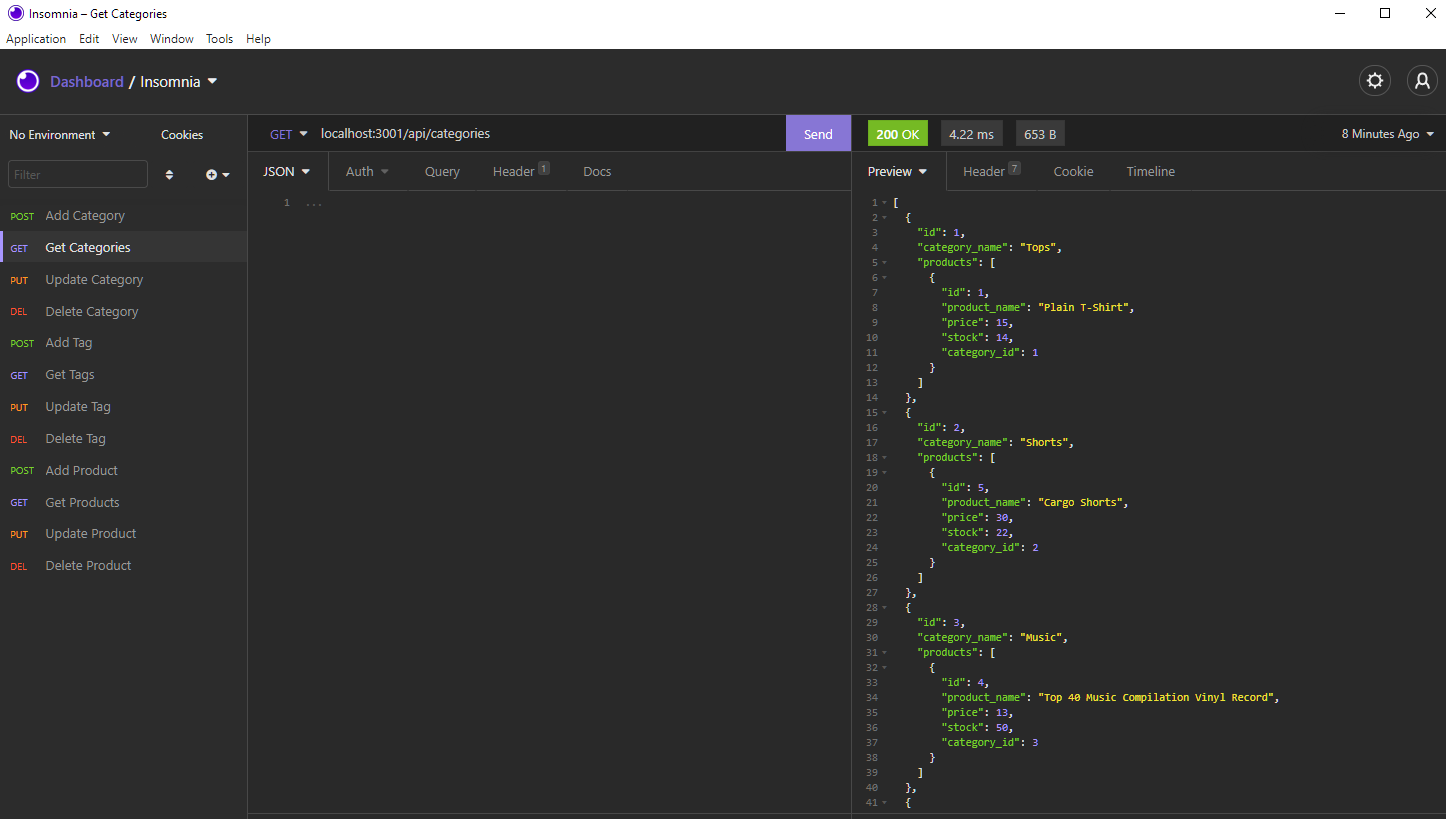 Insomnia – Get Categories
Application Edit View Window Tools Help
Dashboard / Insomnia
No Environment Cookies
Filter
POST Add Category
GET Get Categories
PUT Update Category
DEL Delete Category
POST Add Tag
GET Get Tags
PUT Update Tag
DEL Delete Tag
POST Add Product
GET Get Products
PUT Update Product
DEL Delete Product
GET localhost:3001/api/categories Send
JSON Auth Query Header 1 Docs
1 ...
200 OK 4.22 ms 653 B 8 Minutes Ago
Preview Header 7 Cookie Timeline
1 [
2 {
3 "id": 1,
4 "category_name": "Tops",
5 "products": [
6 {
7 "id": 1,
8 "product_name": "Plain T-Shirt",
9 "price": 15,
10 "stock": 14,
11 "category_id": 1
12 }
13 ]
14 },
15 {
16 "id": 2,
17 "category_name": "Shorts",
18 "products": [
19 {
20 "id": 5,
21 "product_name": "Cargo Shorts",
22 "price": 30,
23 "stock": 22,
24 "category_id": 2
25 }
26 ]
27 },
28 {
29 "id": 3,
30 "category_name": "Music",
31 "products": [
32 {
33 "id": 4,
34 "product_name": "Top 40 Music Compilation Vinyl Record",
35 "price": 13,
36 "stock": 50,
37 "category_id": 3
38 }
39 ]
40 },
41 {